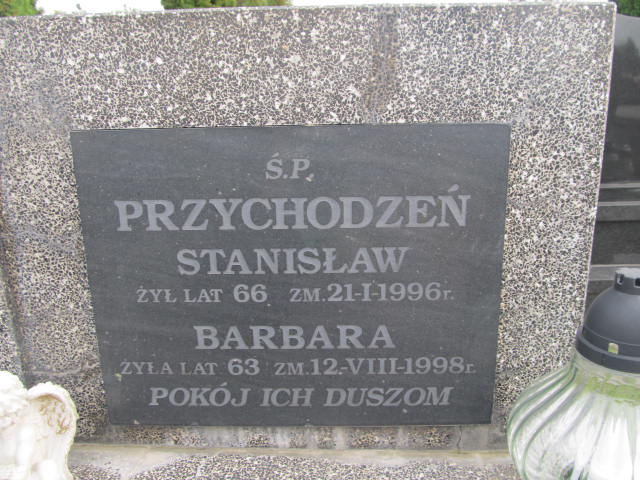 Ś.P.
PRZYCHODZEŃ
STANISŁAW
ŻYŁ LAT 66 ZM. 21-I-1996r.
BARBARA
ŻYŁA LAT 63 ZM. 12-VIII-1998r.
POKÓJ ICH DUSZOM